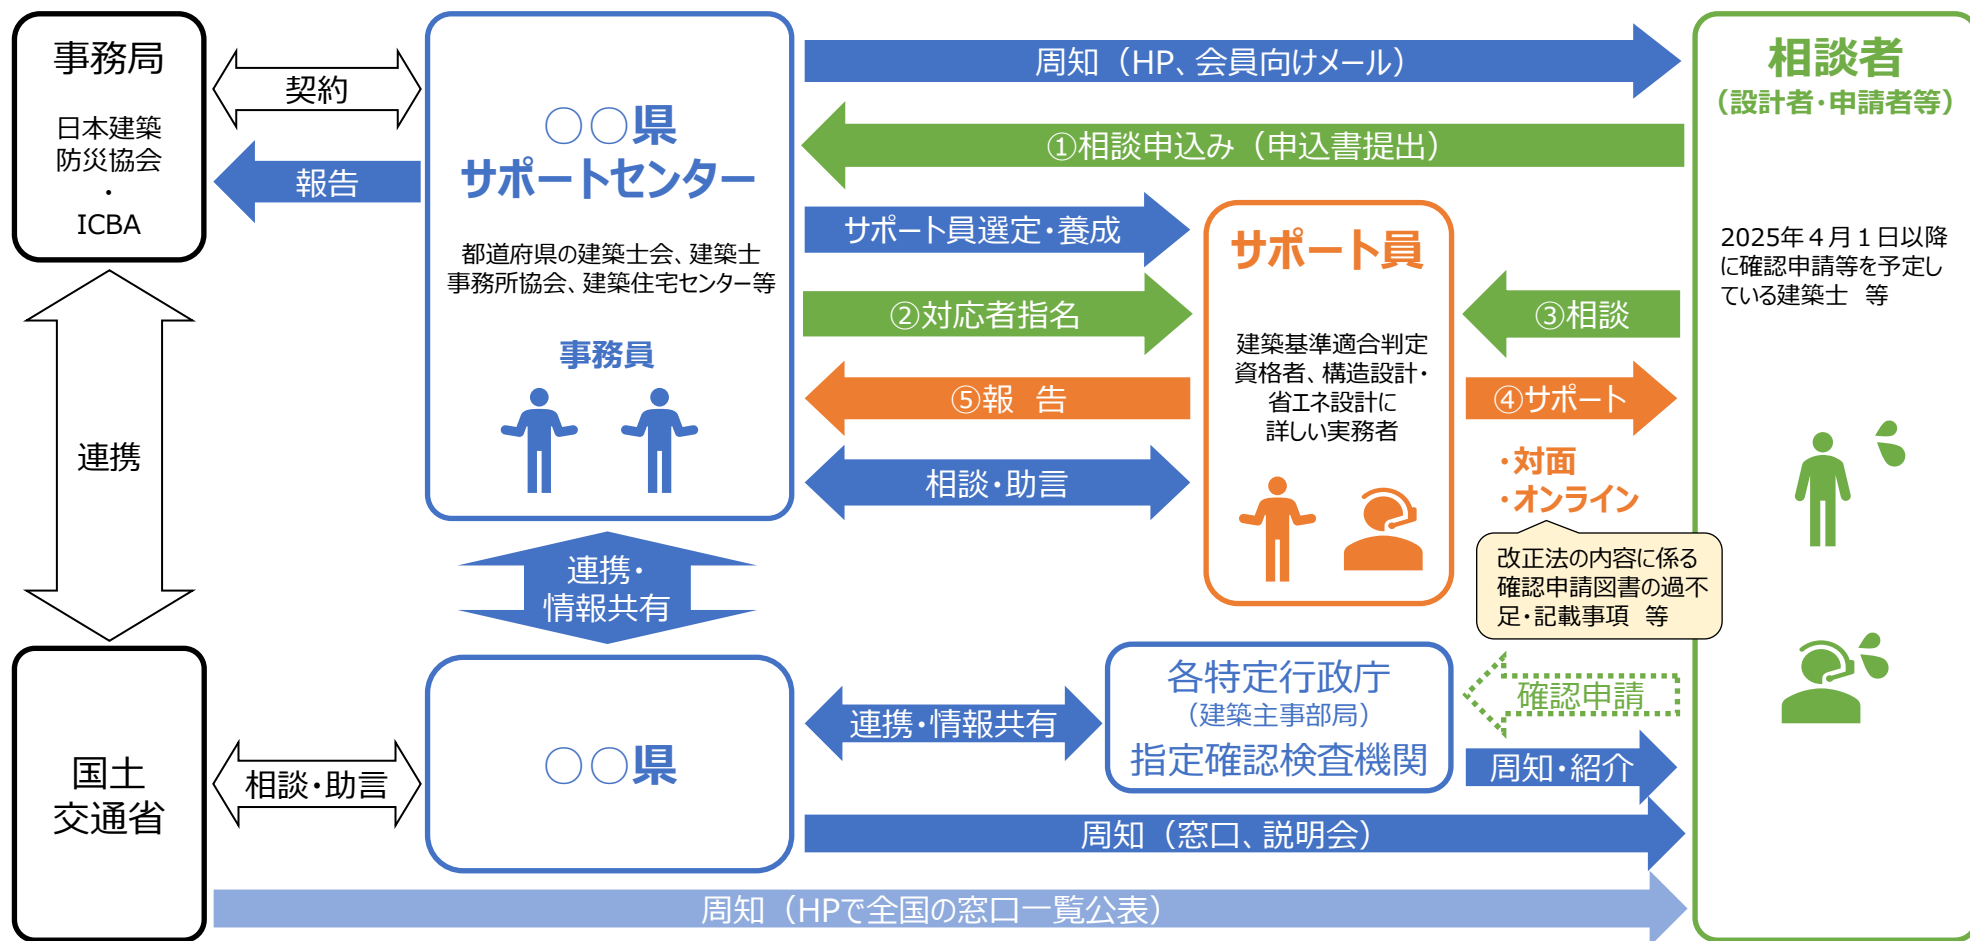 事務局
日本建築
防災協会
・
ICBA
契約
報告
連携
国土
交通省
相談・助言
○○県
サポートセンター
都道府県の建築士会、建築士
事務所協会、建築住宅センター等
事務員
連携・
情報共有
○○県
周知（HP、会員向けメール）
①相談申込み（申込書提出）
サポート員選定・養成
②対応者指名
⑤報　告
相談・助言
サポート員
建築基準適合判定
資格者、構造設計・
省エネ設計に
詳しい実務者
③相談
④サポート
・対面
・オンライン
改正法の内容に係る
確認申請図書の過不
足・記載事項　等
連携・情報共有
各特定行政庁
（建築主事部局）
指定確認検査機関
確認申請
周知・紹介
周知（窓口、説明会）
周知（HPで全国の窓口一覧公表）
相談者
（設計者・申請者等）
2025年４月１日以降
に確認申請等を予定し
ている建築士　等